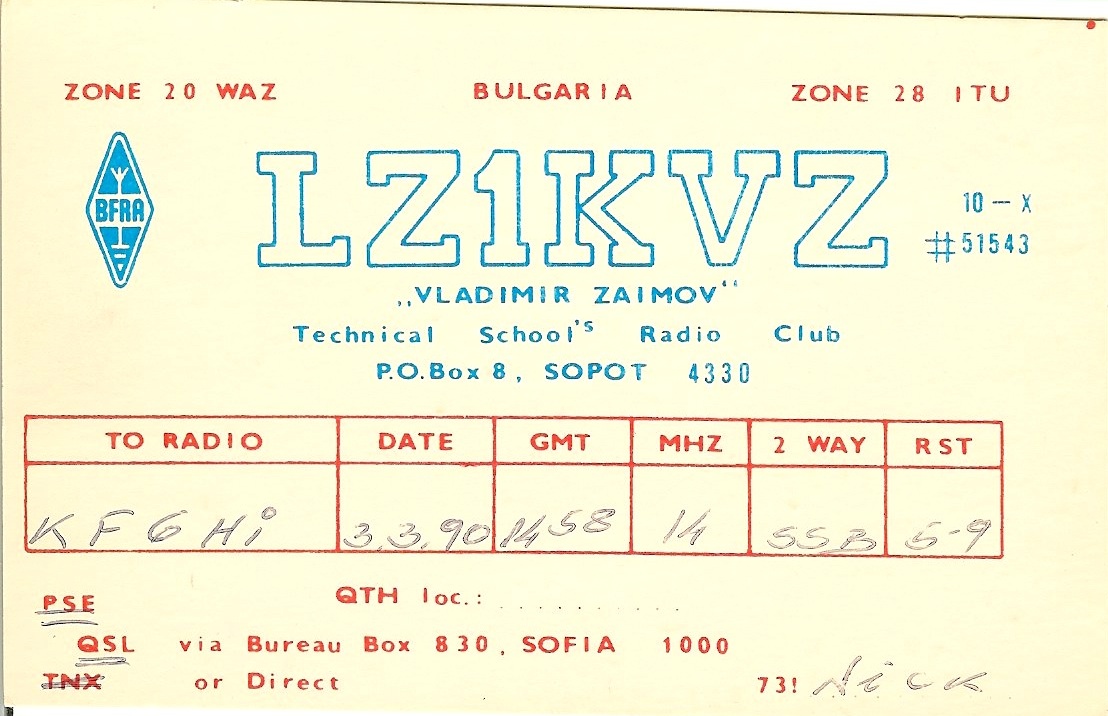 ZONE 20 WAZ BULGARIA ZONE 28 ITU
BFRA
LZ1KVZ
10 — X
#51543
„VLADIMIR ZAIMOV“
Technical School's Radio Club
P.O.Box 8, SOPOT 4330
TO RADIO DATE GMT MHZ 2 WAY RST
KF6Hi 3.3.90 1458 14 SSB 5-9
PSE QTH loc.: . . . . . . . . . .
QSL via Bureau Box 830, SOFIA 1000
TNX or Direct 73! Nick